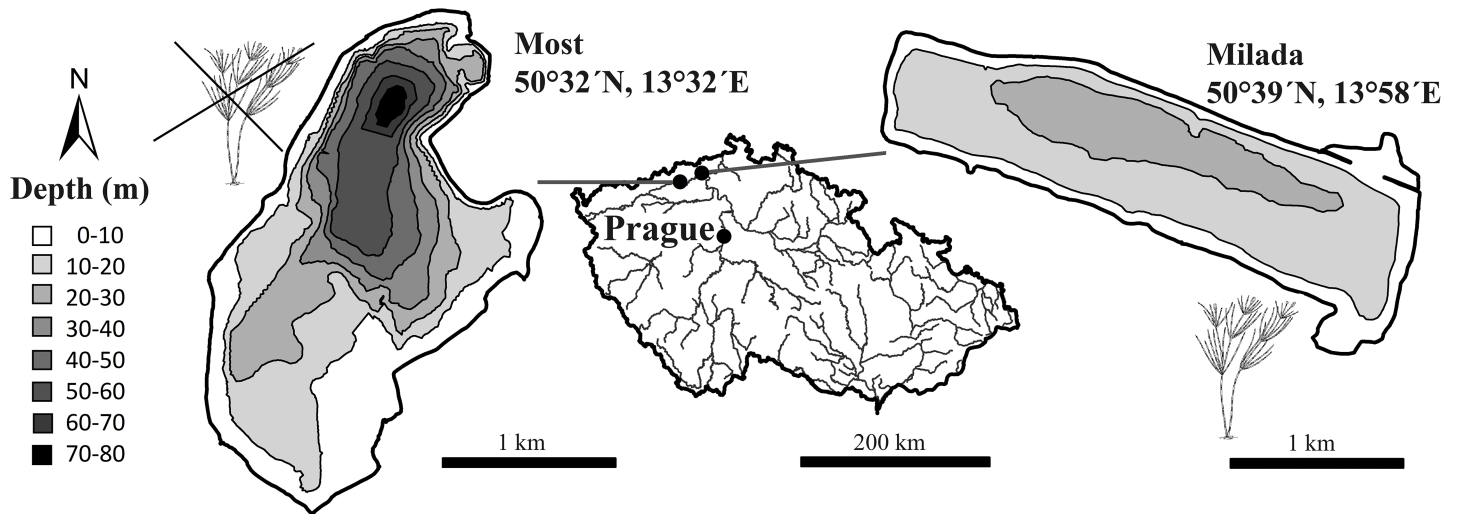 Most
50°32´N, 13°32´E
Milada
50°39´N, 13°58´E
N
Depth (m)
0-10
10-20
20-30
30-40
40-50
50-60
60-70
70-80
Prague
1 km
200 km
1 km